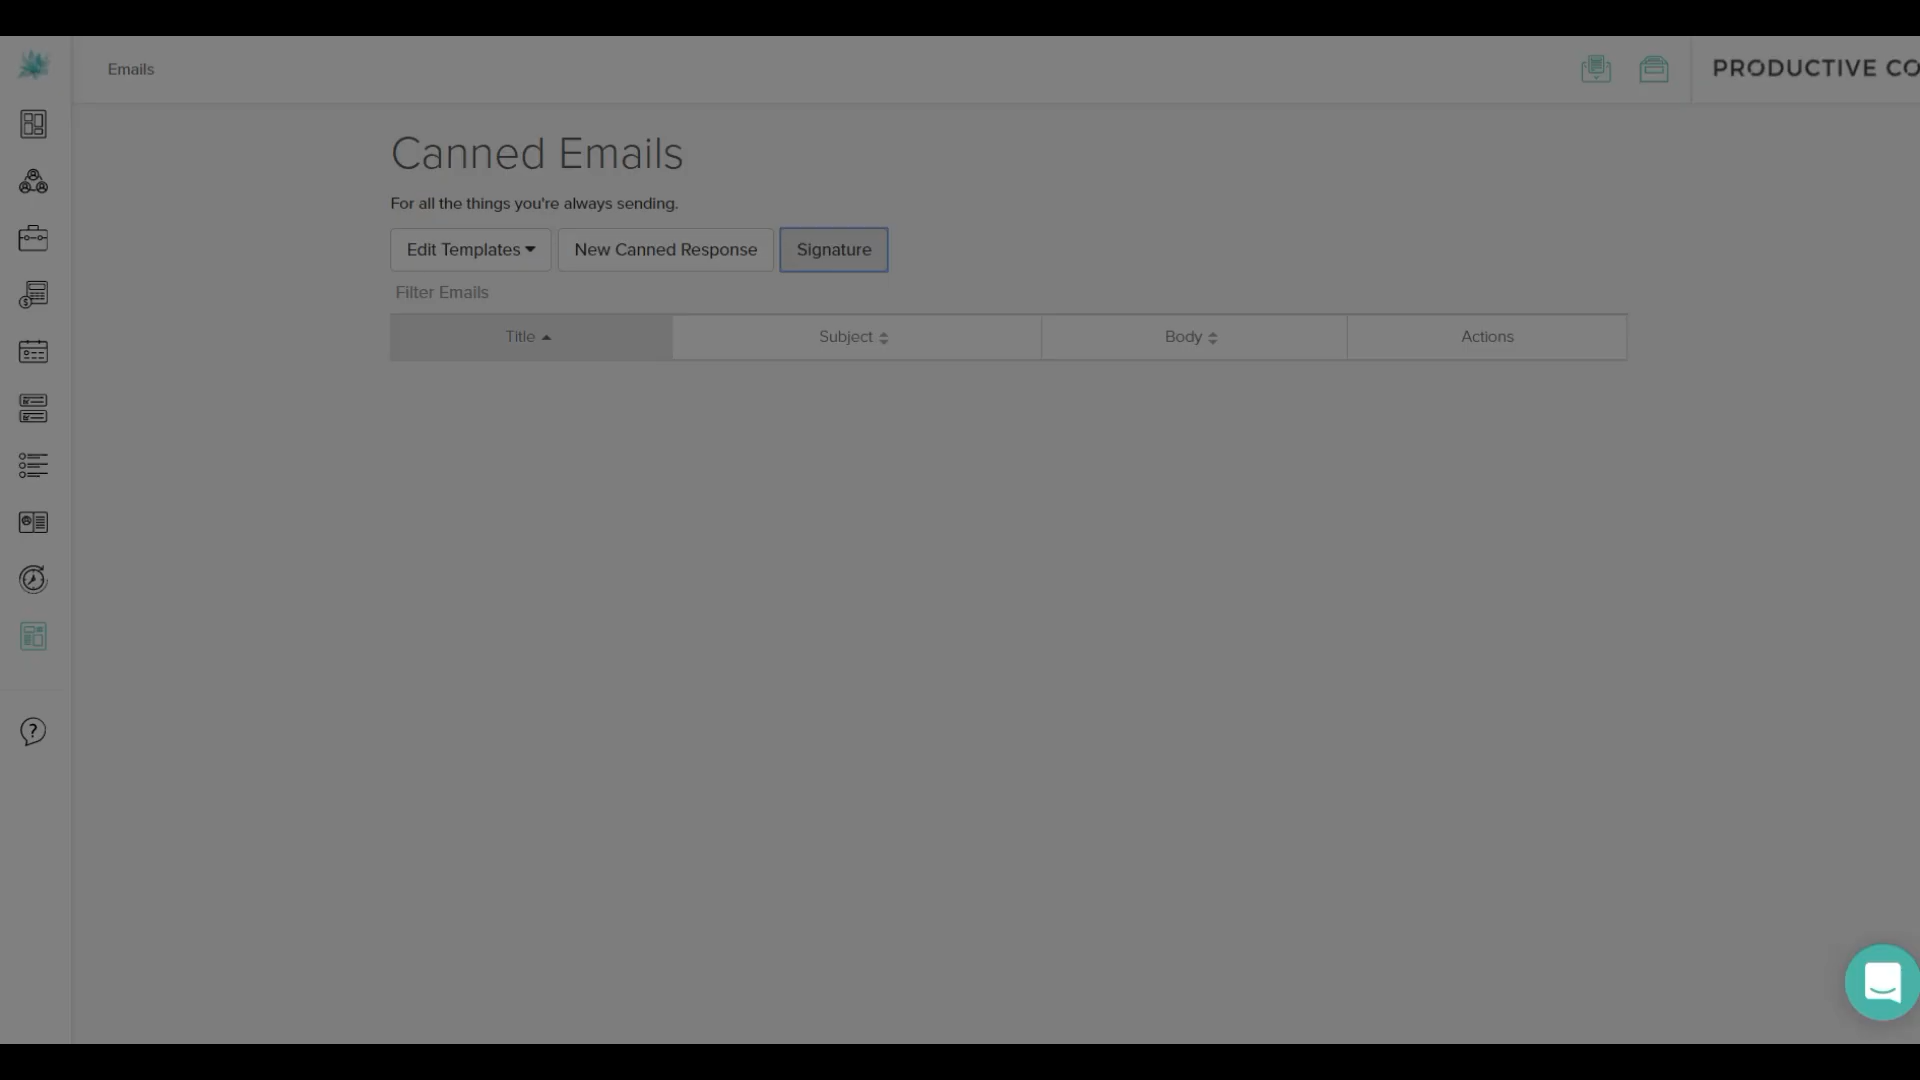 Emails
PRODUCTIVE CO
Canned Emails
For all the things you're always sending.
Edit Templates New Canned Response Signature
Filter Emails
Title Subject Body Actions